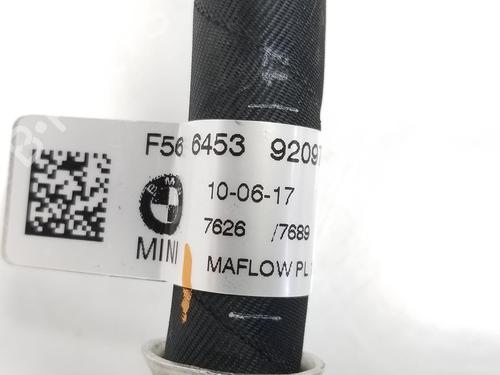 F56 6453 9209
10-06-17
7626 /7689
MINI
MAFLOW PL